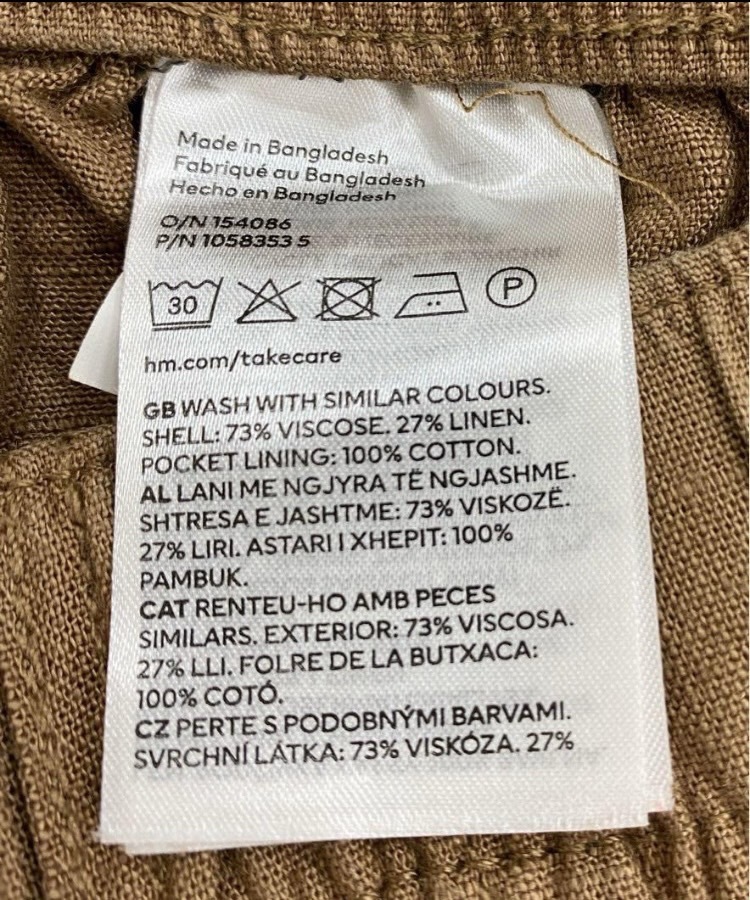 Made in Bangladesh
Fabriqué au Bangladesh
Hecho en Bangladesh
O/N 154086
P/N 1058353 5
30 P
hm.com/takecare
GB WASH WITH SIMILAR COLOURS.
SHELL: 73% VISCOSE. 27% LINEN.
POCKET LINING: 100% COTTON.
AL LANI ME NGJYRA TË NGJASHME.
SHTRESA E JASHTME: 73% VISKOZË.
27% LIRI. ASTARI I XHEPIT: 100%
PAMBUK.
CAT RENTEU-HO AMB PECES
SIMILARS. EXTERIOR: 73% VISCOSA.
27% LLI. FOLRE DE LA BUTXACA:
100% COTÓ.
CZ PERTE S PODOBNÝMI BARVAMI.
SVRCHNÍ LÁTKA: 73% VISKÓZA. 27%